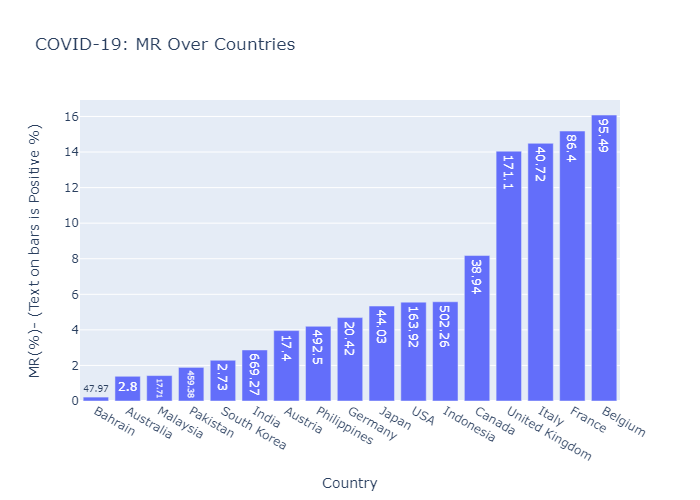 COVID-19: MR Over Countries
MR(%)- (Text on bars is Positive %)
16
14
12
10
8
6
4
2
0
47.97
2.8
17.71
459.38
2.73
669.27
17.4
492.5
20.42
44.03
163.92
502.26
38.94
171.1
40.72
86.4
95.49
Bahrain
Australia
Malaysia
Pakistan
South Korea
India
Austria
Philippines
Germany
Japan
USA
Indonesia
Canada
United Kingdom
Italy
France
Belgium
Country